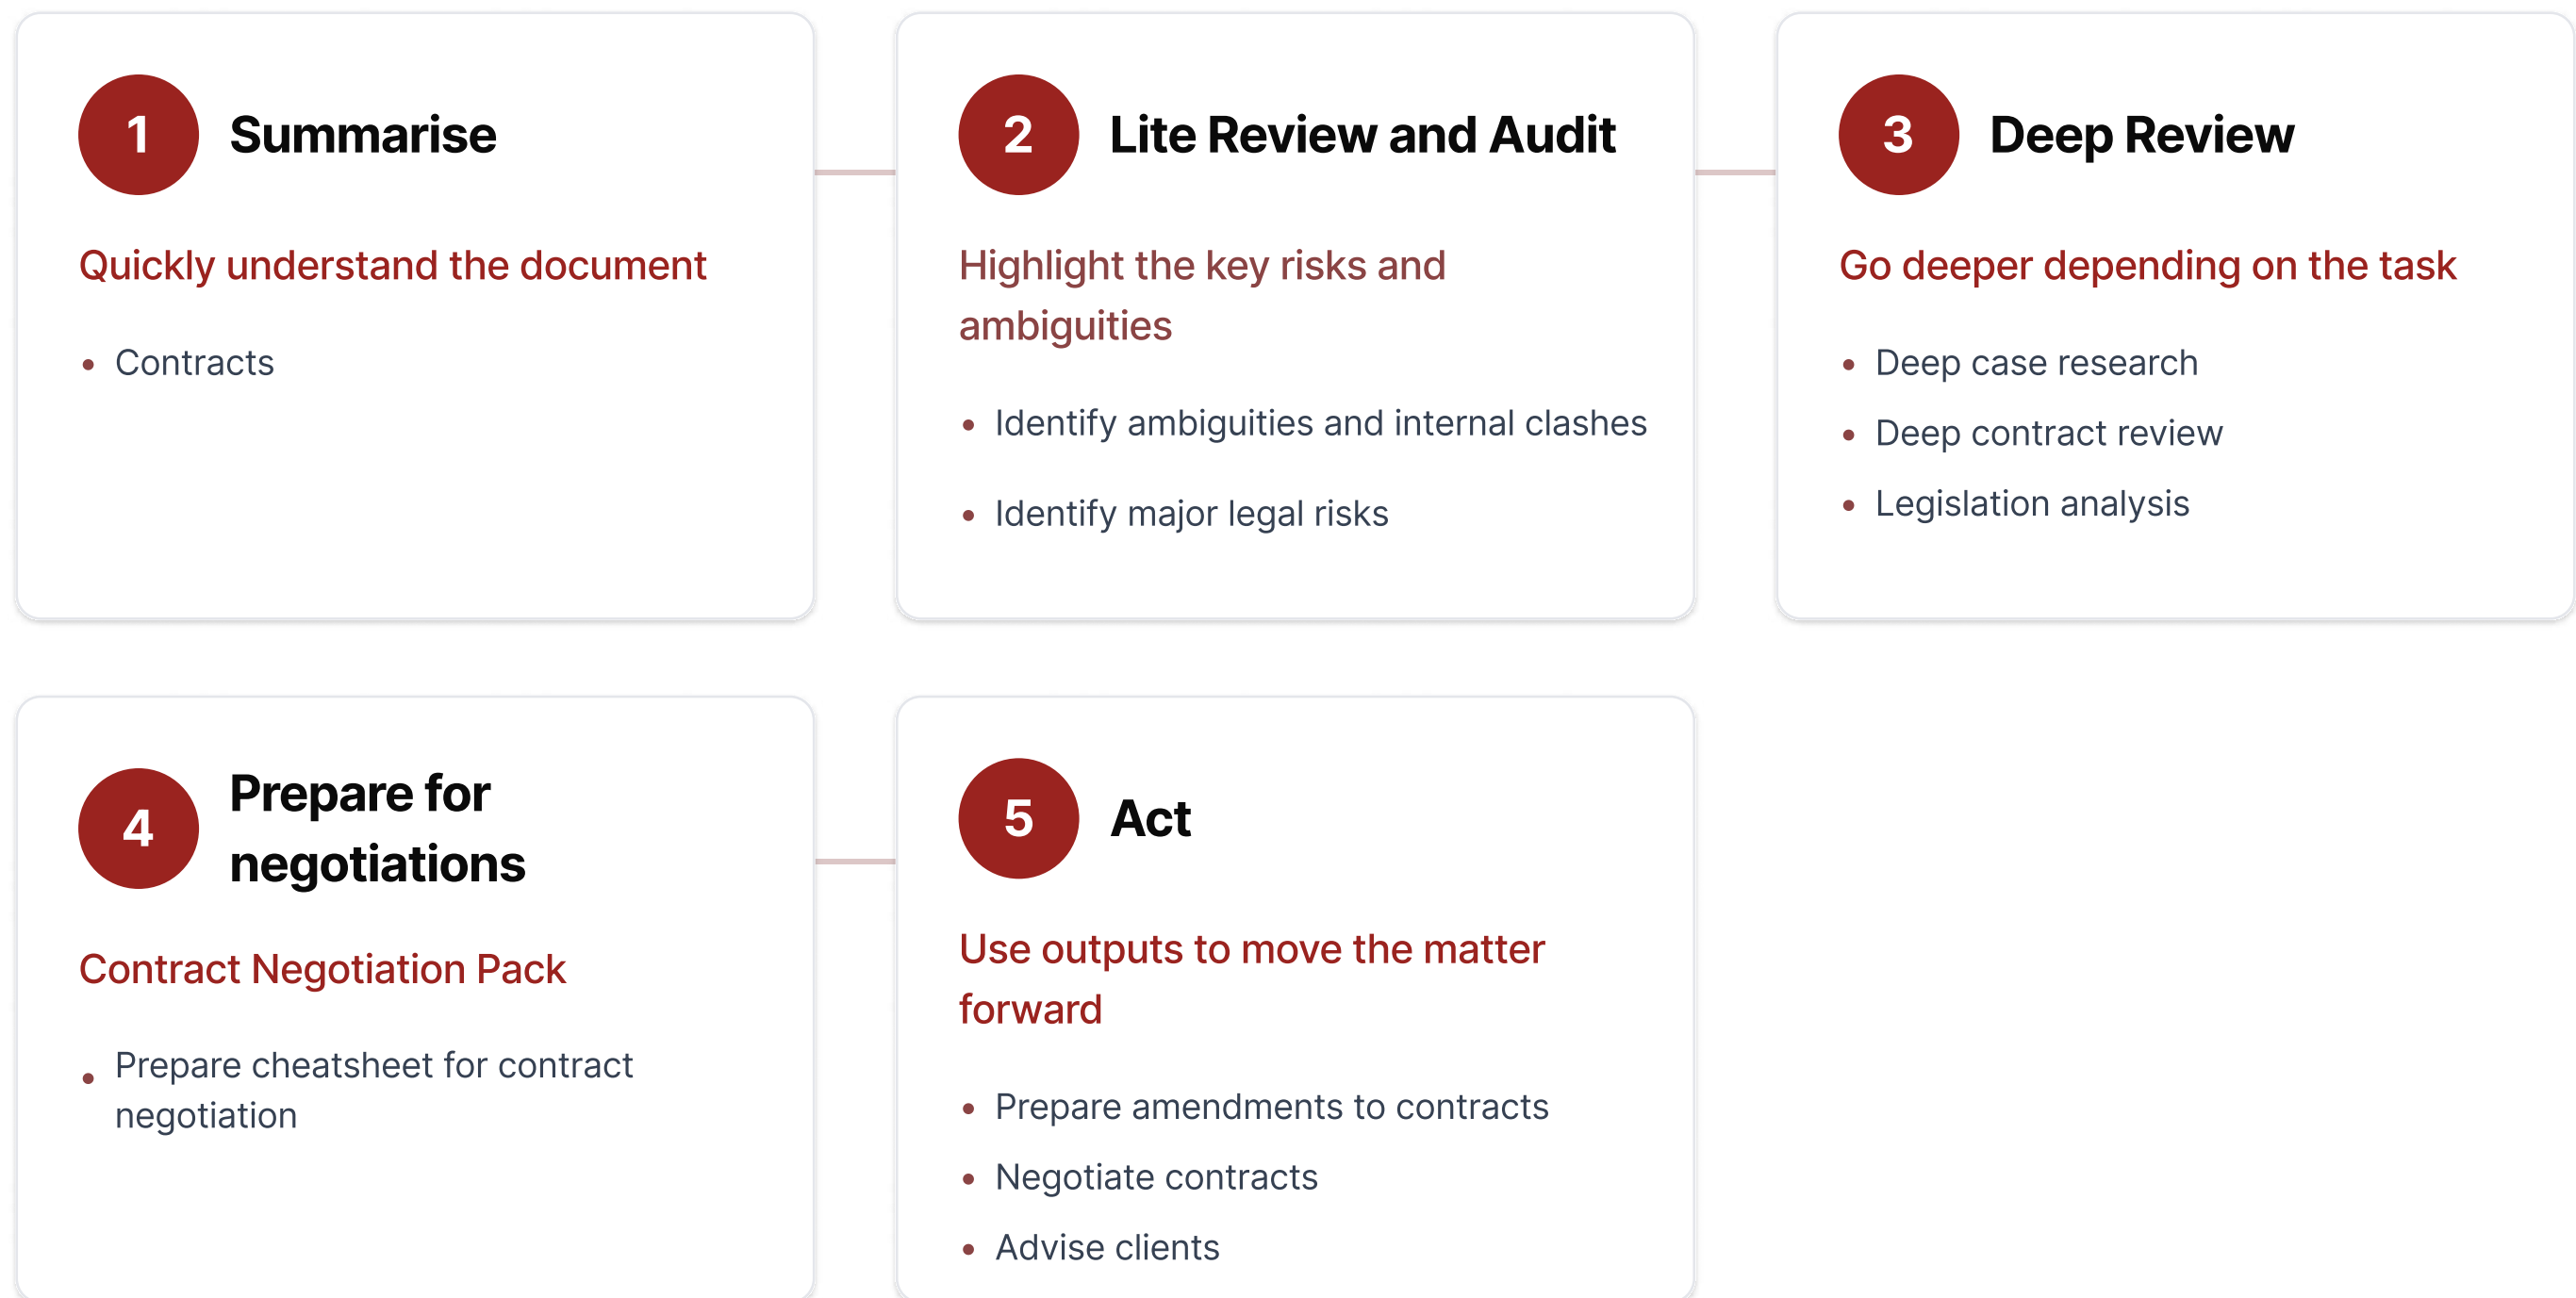 1
Summarise
Quickly understand the document
• Contracts
2
Lite Review and Audit
Highlight the key risks and
ambiguities
• Identify ambiguities and internal clashes
• Identify major legal risks
3
Deep Review
Go deeper depending on the task
• Deep case research
• Deep contract review
• Legislation analysis
4
Prepare for
negotiations
Contract Negotiation Pack
• Prepare cheatsheet for contract
negotiation
5
Act
Use outputs to move the matter
forward
• Prepare amendments to contracts
• Negotiate contracts
• Advise clients